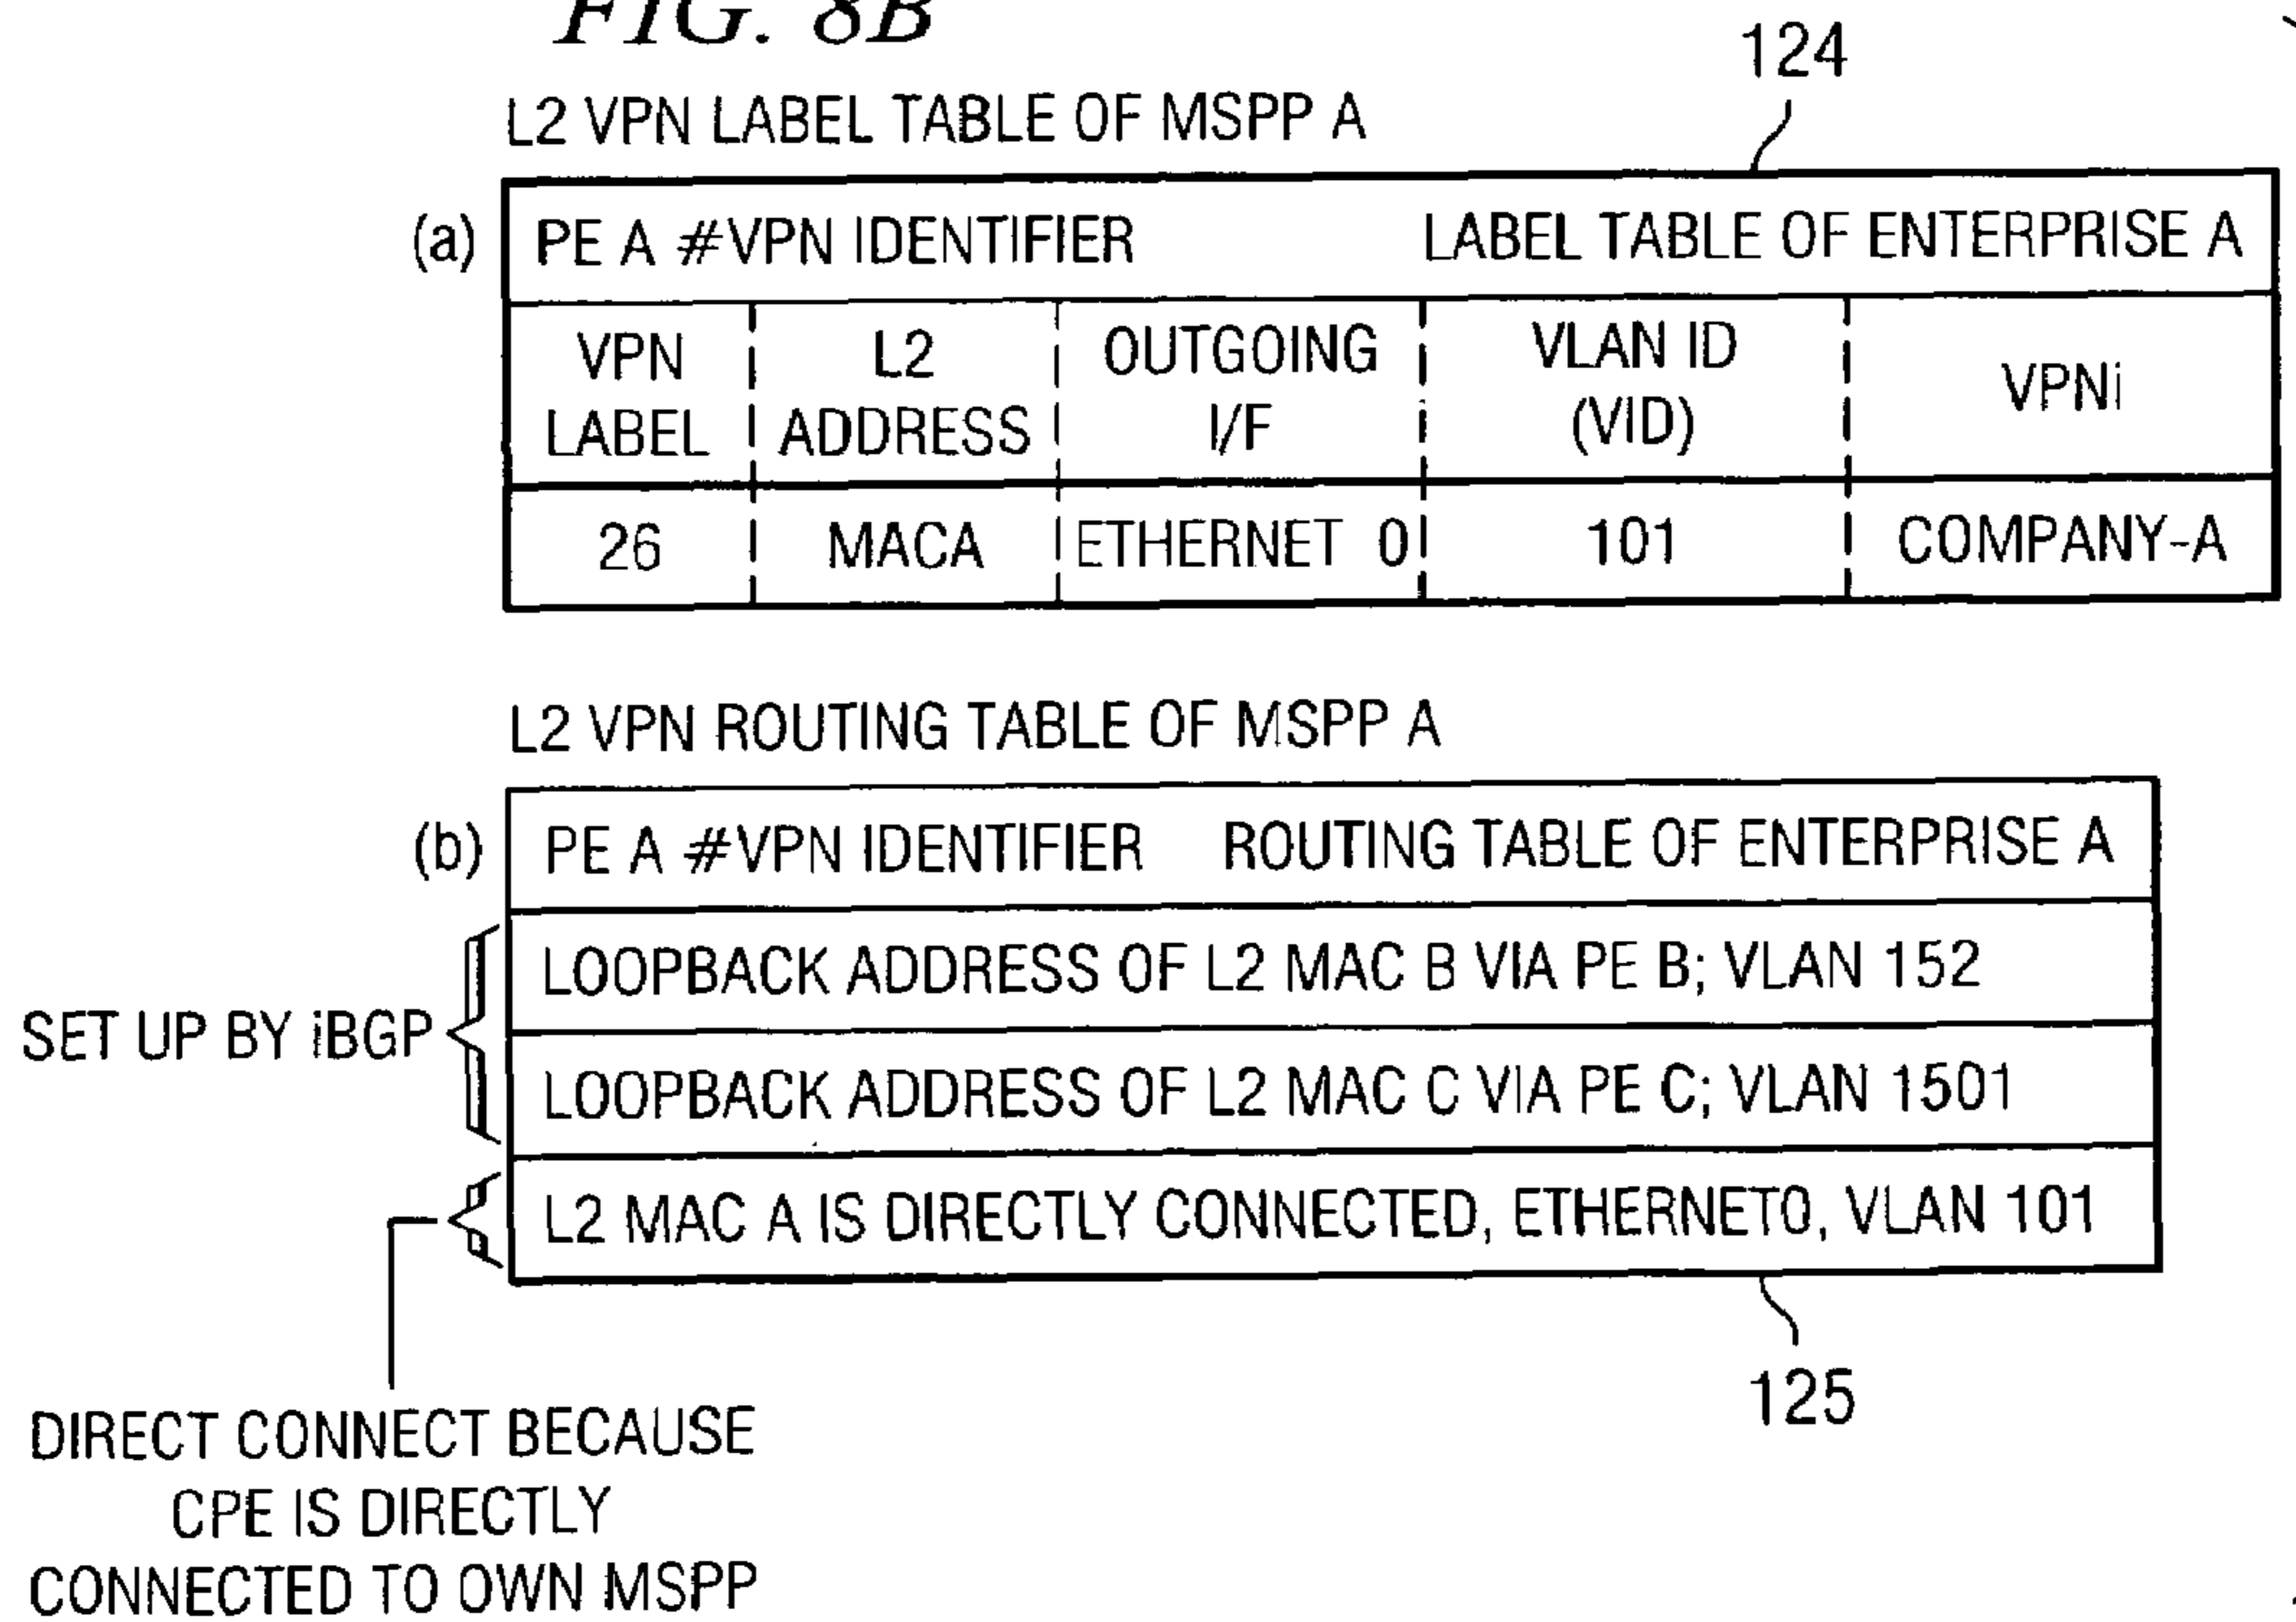 FIG. 8B
124
L2 VPN LABEL TABLE OF MSPP A
(a) PE A #VPN IDENTIFIER LABEL TABLE OF ENTERPRISE A
VPN LABEL L2 ADDRESS OUTGOING I/F VLAN ID (VID) VPNi
26 MACA ETHERNET 0 101 COMPANY-A
L2 VPN ROUTING TABLE OF MSPP A
(b) PE A #VPN IDENTIFIER ROUTING TABLE OF ENTERPRISE A
LOOPBACK ADDRESS OF L2 MAC B VIA PE B; VLAN 152
SET UP BY iBGP
LOOPBACK ADDRESS OF L2 MAC C VIA PE C; VLAN 1501
L2 MAC A IS DIRECTLY CONNECTED, ETHERNET0, VLAN 101
125
DIRECT CONNECT BECAUSE
CPE IS DIRECTLY
CONNECTED TO OWN MSPP